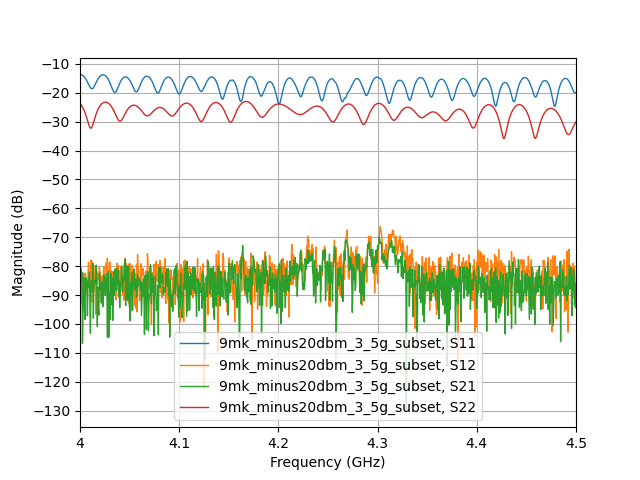 −10
−20
−30
−40
−50
−60
−70
−80
−90
−100
−110
−120
−130
Magnitude (dB)
9mk_minus20dbm_3_5g_subset, S11
9mk_minus20dbm_3_5g_subset, S12
9mk_minus20dbm_3_5g_subset, S21
9mk_minus20dbm_3_5g_subset, S22
4 4.1 4.2 4.3 4.4 4.5
Frequency (GHz)